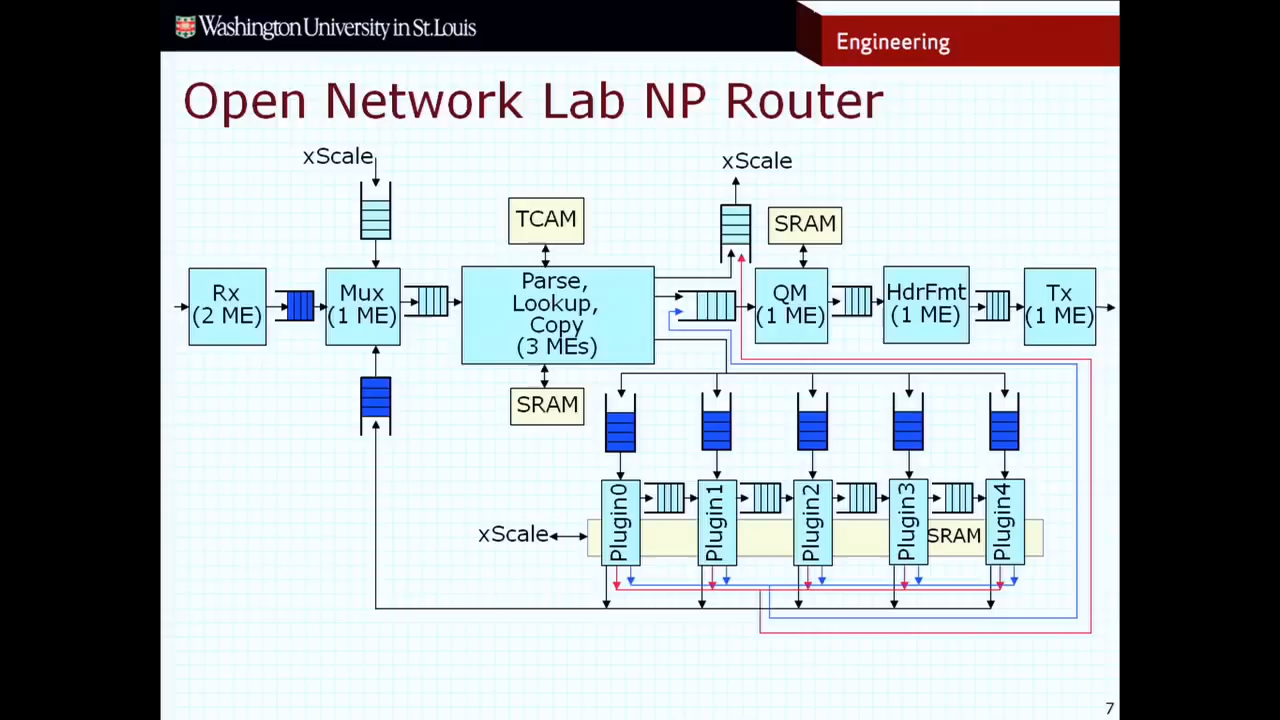 Washington University in St. Louis
Engineering
Open Network Lab NP Router
xScale
xScale
TCAM
SRAM
Rx
(2 ME)
Mux
(1 ME)
Parse,
Lookup,
Copy
(3 MEs)
QM
(1 ME)
HdrFmt
(1 ME)
Tx
(1 ME)
SRAM
Plugin0
Plugin1
Plugin2
Plugin3
Plugin4
xScale
SRAM
7